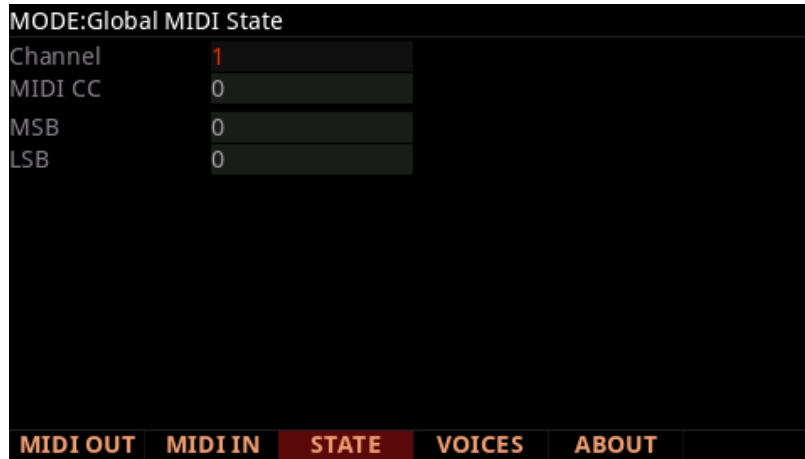 MODE:Global MIDI State
Channel 1
MIDI CC 0
MSB 0
LSB 0
MIDI OUT MIDI IN STATE VOICES ABOUT